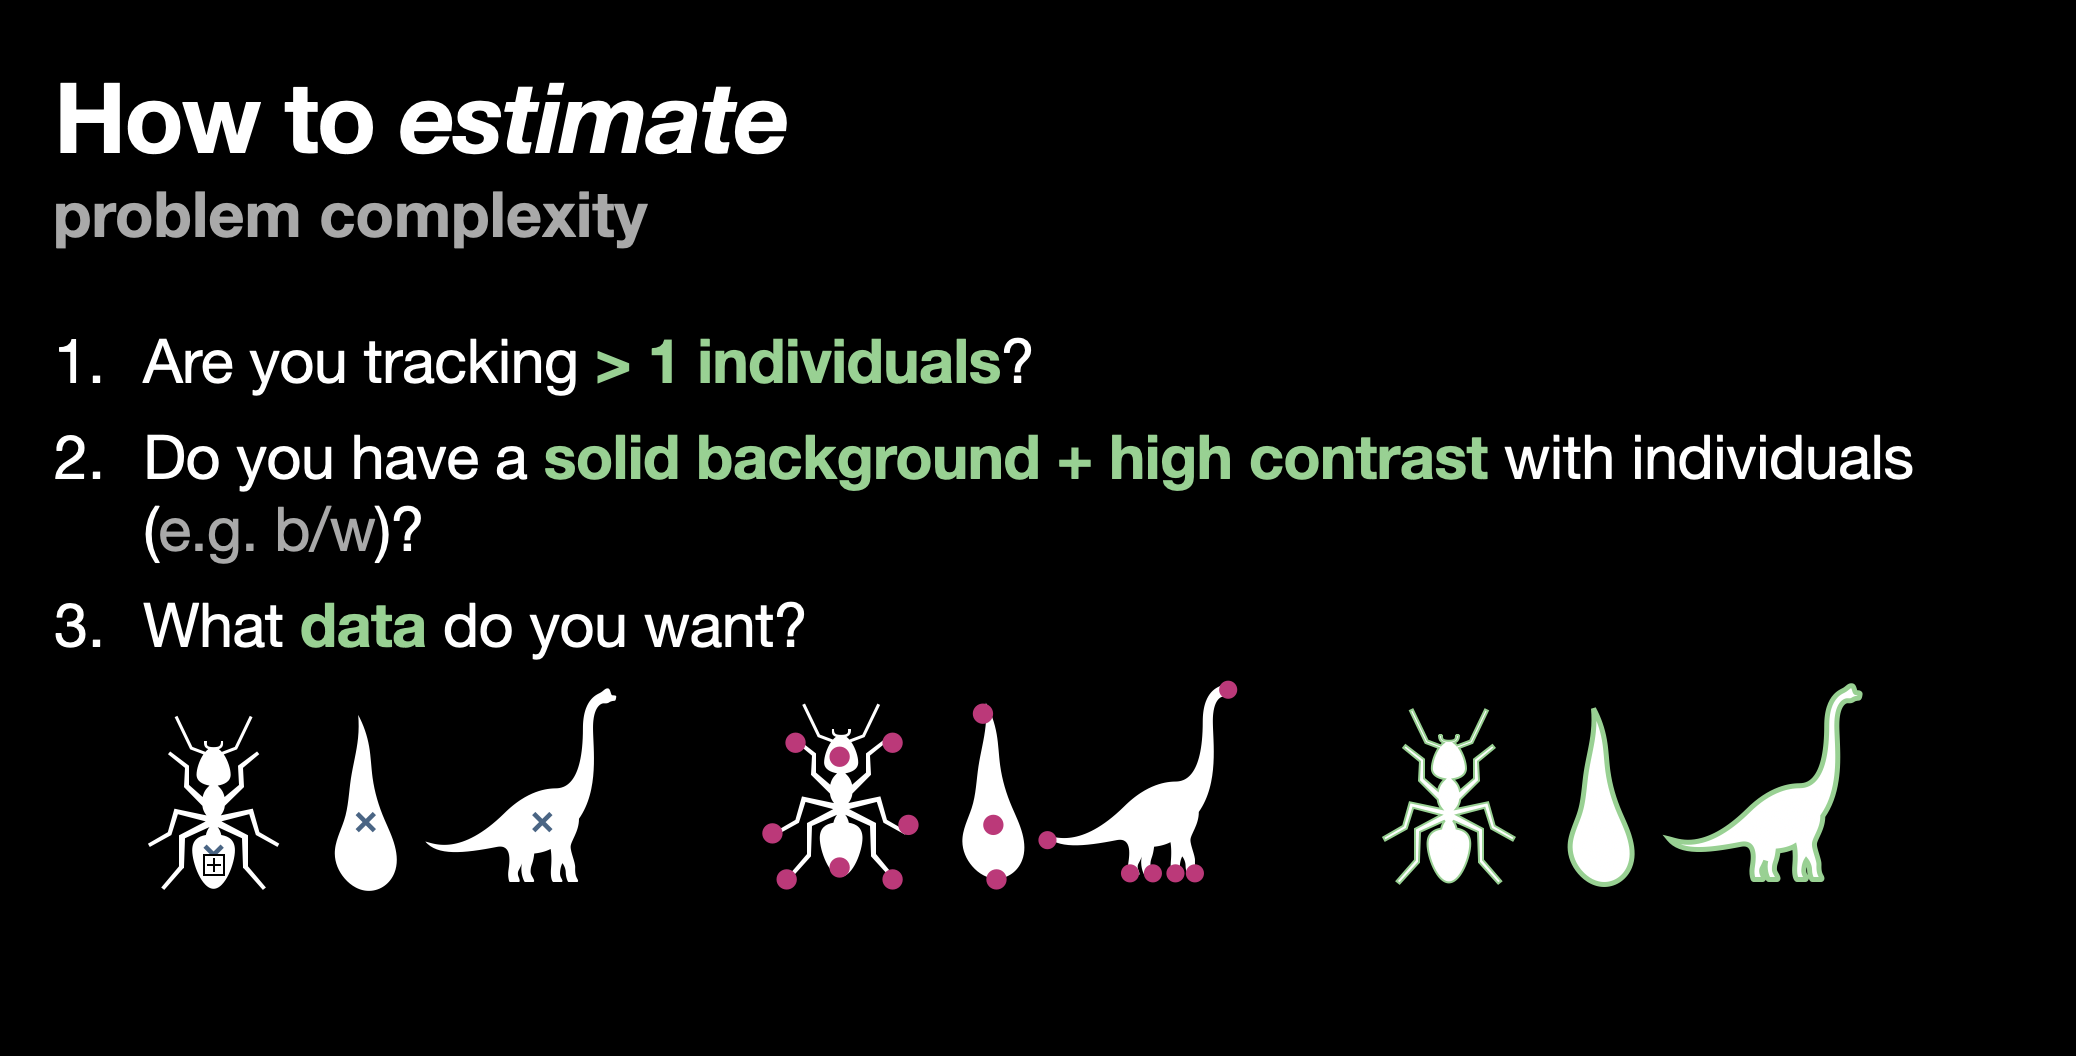 How to estimate
problem complexity
1. Are you tracking > 1 individuals?
2. Do you have a solid background + high contrast with individuals
(e.g. b/w)?
3. What data do you want?